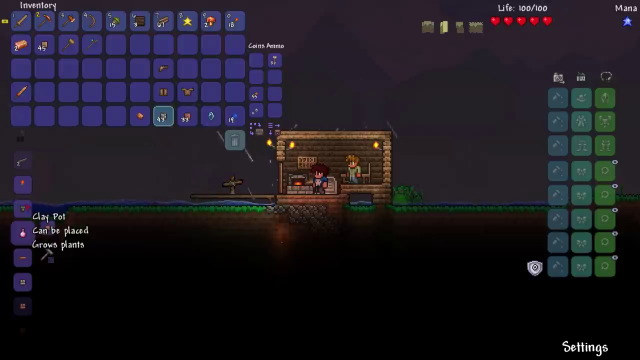 Inventory
Life: 100/100
Mana
Coins Ammo
Clay Pot
Can be placed
Grows plants
Settings